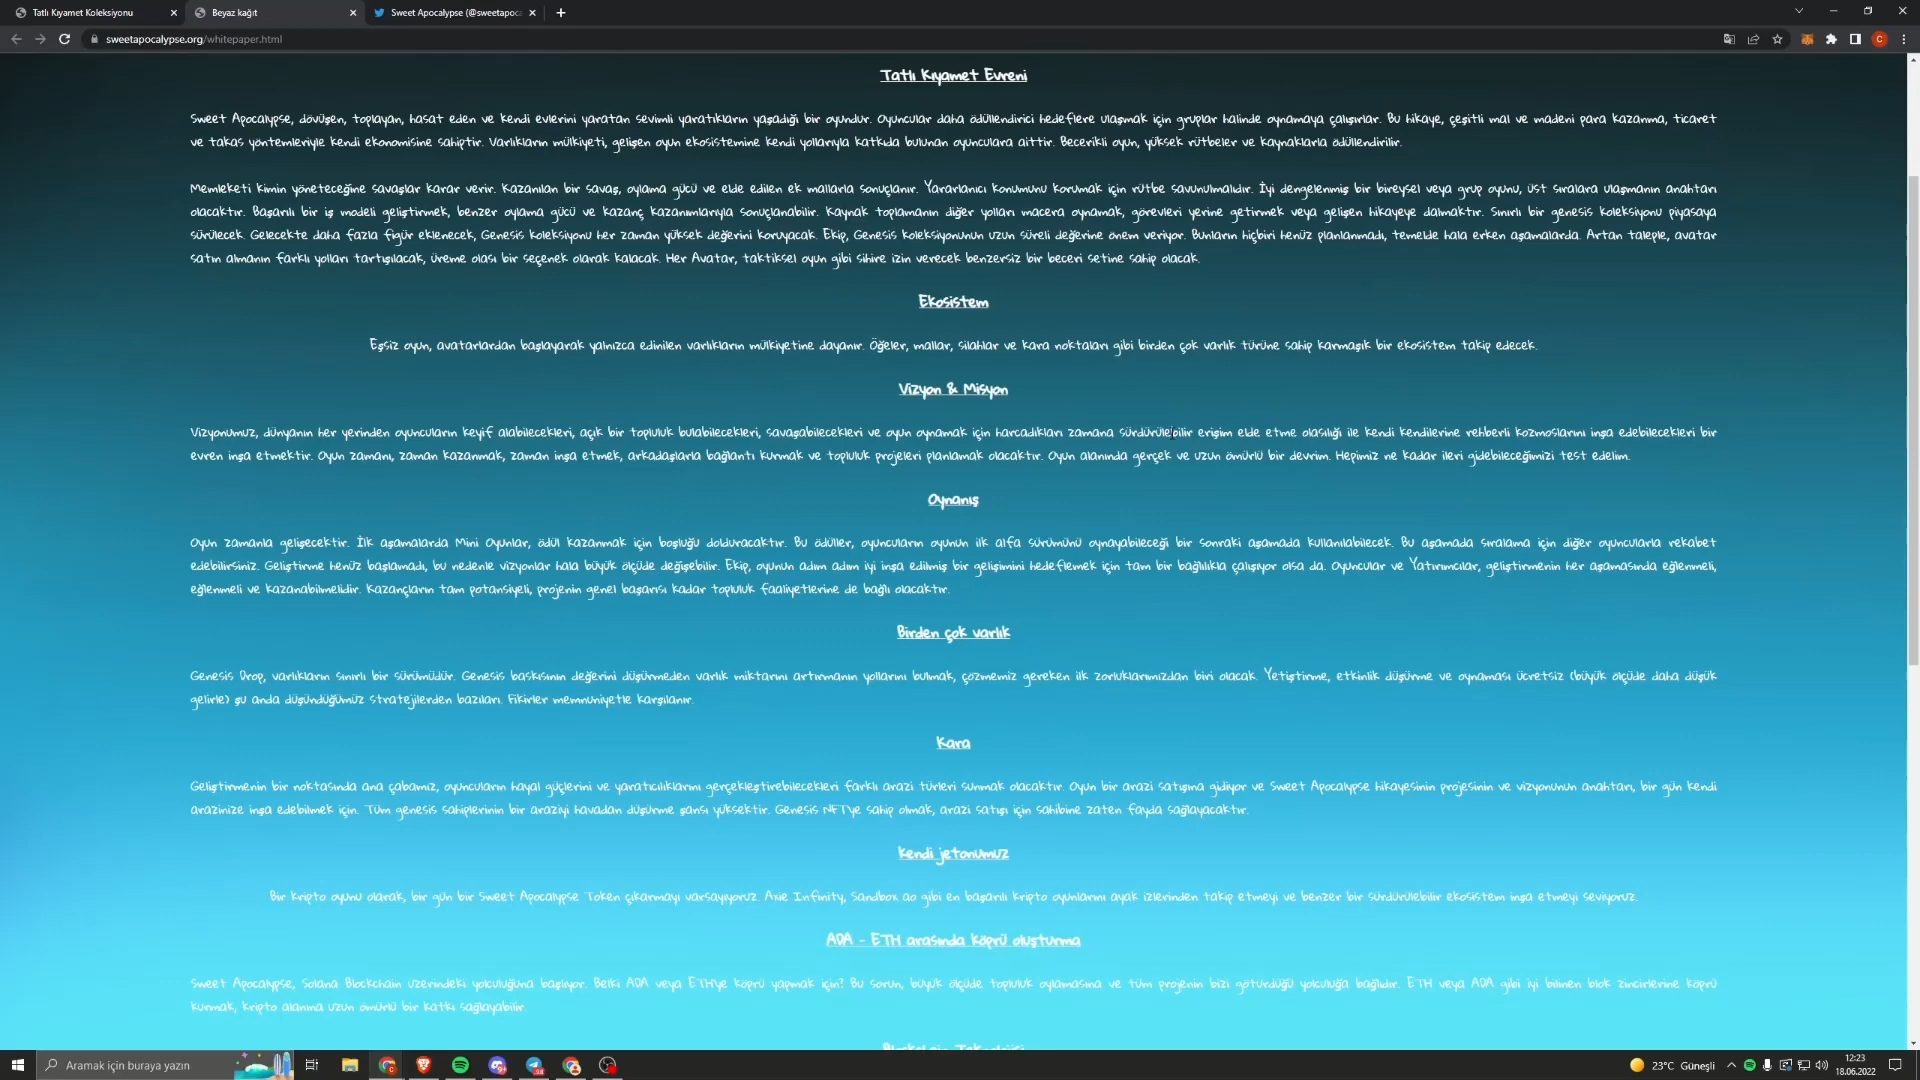 Tatlı Kıyamet Koleksiyonu
Beyaz kağıt
Sweet Apocalypse (@sweetapoca
sweetapocalypse.org/whitepaper.html
Tatlı Kıyamet Evreni
Sweet Apocalypse, dövüşen, toplayan, hasat eden ve kendi evlerini yaratan sevimli yaratıkların yaşadığı bir oyundur. Oyuncular daha ödüllendirici hedeflere ulaşmak için gruplar halinde oynamaya çalışırlar. Bu hikaye, çeşitli mal ve madeni para kazanma, ticaret
ve takas yöntemleriyle kendi ekonomisine sahiptir. Varlıkların mülkiyeti, gelişen oyun ekosistemine kendi yollarıyla katkıda bulunan oyunculara aittir. Becerikli oyun, yüksek rütbeler ve kaynaklarla ödüllendirilir.
Memleketi kimin yöneteceğine savaşlar karar verir. Kazanılan bir savaş, oylama gücü ve elde edilen ek mallarla sonuçlanır. Yararlanıcı konumunu korumak için rütbe savunulmalıdır. İyi dengelenmiş bir bireysel veya grup oyunu, üst sıralara ulaşmanın anahtarı
olacaktır. Başarılı bir iş modeli geliştirmek, benzer oylama gücü ve kazanç kazanımlarıyla sonuçlanabilir. Kaynak toplamanın diğer yolları macera oynamak, görevleri yerine getirmek veya gelişen hikayeye dalmaktır. Sınırlı bir genesis koleksiyonu piyasaya
sürülecek. Gelecekte daha fazla figür eklenecek, Genesis koleksiyonu her zaman yüksek değerini koruyacak. Ekip, Genesis koleksiyonunun uzun süreli değerine önem veriyor. Bunların hiçbiri henüz planlanmadı, temelde hala erken aşamalarda. Artan taleple, avatar
satın almanın farklı yolları tartışılacak, üreme olası bir seçenek olarak kalacak. Her Avatar, taktiksel oyun gibi sihire izin verecek benzersiz bir beceri setine sahip olacak.
Ekosistem
Eşsiz oyun, avatarlardan başlayarak yalnızca edinilen varlıkların mülkiyetine dayanır. Öğeler, mallar, silahlar ve kara noktaları gibi birden çok varlık türüne sahip karmaşık bir ekosistem takip edecek.
Vizyon & Misyon
Vizyonumuz, dünyanın her yerinden oyuncuların keyif alabilecekleri, açık bir topluluk bulabilecekleri, savaşabilecekleri ve oyun oynamak için harcadıkları zamana sürdürülebilir erişim elde etme olasılığı ile kendi kendilerine rehberli kozmoslarını inşa edebilecekleri bir
evren inşa etmektir. Oyun zamanı, zaman kazanmak, zaman inşa etmek, arkadaşlarla bağlantı kurmak ve topluluk projeleri planlamak olacaktır. Oyun alanında gerçek ve uzun ömürlü bir devrim. Hepimiz ne kadar ileri gidebileceğimizi test edelim.
Oynanış
Oyun zamanla gelişecektir. İlk aşamalarda Mini Oyunlar, ödül kazanmak için boşluğu dolduracaktır. Bu ödüller, oyuncuların oyunun ilk alfa sürümünü oynayabileceği bir sonraki aşamada kullanılabilecek. Bu aşamada sıralama için diğer oyuncularla rekabet
edebilirsiniz. Geliştirme henüz başlamadı, bu nedenle vizyonlar hala büyük ölçüde değişebilir. Ekip, oyunun adım adım iyi inşa edilmiş bir gelişimini hedeflemek için tam bir bağlılıkla çalışıyor olsa da. Oyuncular ve Yatırımcılar, geliştirmenin her aşamasında eğlenmeli,
eğlenmeli ve kazanabilmelidir. Kazançların tam potansiyeli, projenin genel başarısı kadar topluluk faaliyetlerine de bağlı olacaktır.
Birden çok varlık
Genesis Drop, varlıkların sınırlı bir sürümüdür. Genesis baskısının değerini düşürmeden varlık miktarını artırmanın yollarını bulmak, çözmemiz gereken ilk zorluklarımızdan biri olacak. Yetiştirme, etkinlik düşürme ve oynaması ücretsiz (büyük ölçüde daha düşük
gelirle) şu anda düşündüğümüz stratejilerden bazıları. Fikirler memnuniyetle karşılanır.
Kara
Geliştirmenin bir noktasında ana çabamız, oyuncuların hayal güçlerini ve yaratıcılıklarını gerçekleştirebilecekleri farklı arazi türleri sunmak olacaktır. Oyun bir arazi satışına gidiyor ve Sweet Apocalypse hikayesinin projesinin ve vizyonunun anahtarı, bir gün kendi
arazinize inşa edebilmek için. Tüm genesis sahiplerinin bir araziyi havadan düşürme şansı yüksektir. Genesis NFT'ye sahip olmak, arazi satışı için sahibine zaten fayda sağlayacaktır.
Kendi jetonumuz
Bir kripto oyunu olarak, bir gün bir Sweet Apocalypse Token çıkarmayı varsayıyoruz. Axie Infinity, Sandbox ao gibi en başarılı kripto oyunlarını ayak izlerinden takip etmeyi ve benzer bir sürdürülebilir ekosistem inşa etmeyi seviyoruz.
ADA - ETH arasında köprü oluşturma
Sweet Apocalypse, Solana Blockchain üzerindeki yolculuğuna başlıyor. Belki ADA veya ETH'ye köprü yapmak için? Bu sorun, büyük ölçüde topluluk oylamasına ve tüm projenin bizi götürdüğü yolculuğa bağlıdır. ETH veya ADA gibi iyi bilinen blok zincirlerine köprü
kurmak, kripto alanına uzun ömürlü bir katkı sağlayabilir.
Aramak için buraya yazın
23°C Güneşli
12:23
18.06.2022